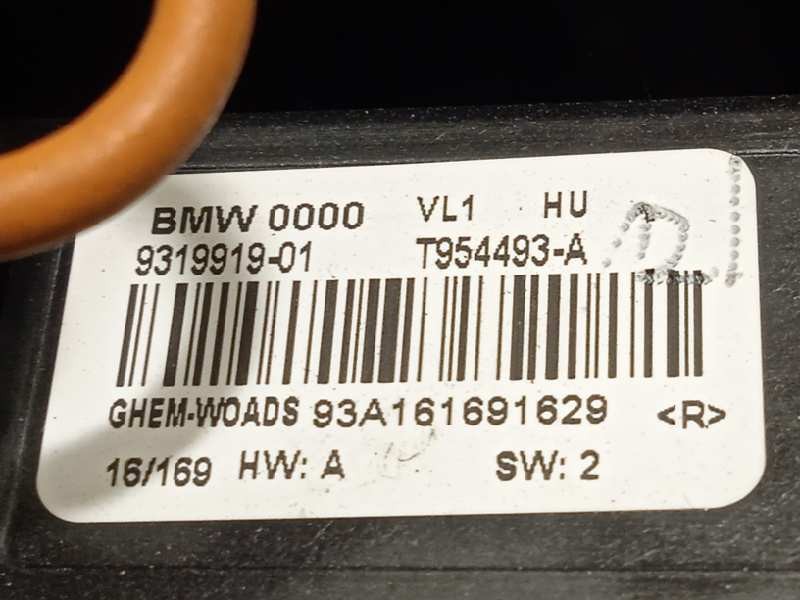 BMW 0000 VL1 HU
9319919-01 T954493-A
GHEM-WOADS 93A161691629 <R>
16/169 HW: A SW: 2